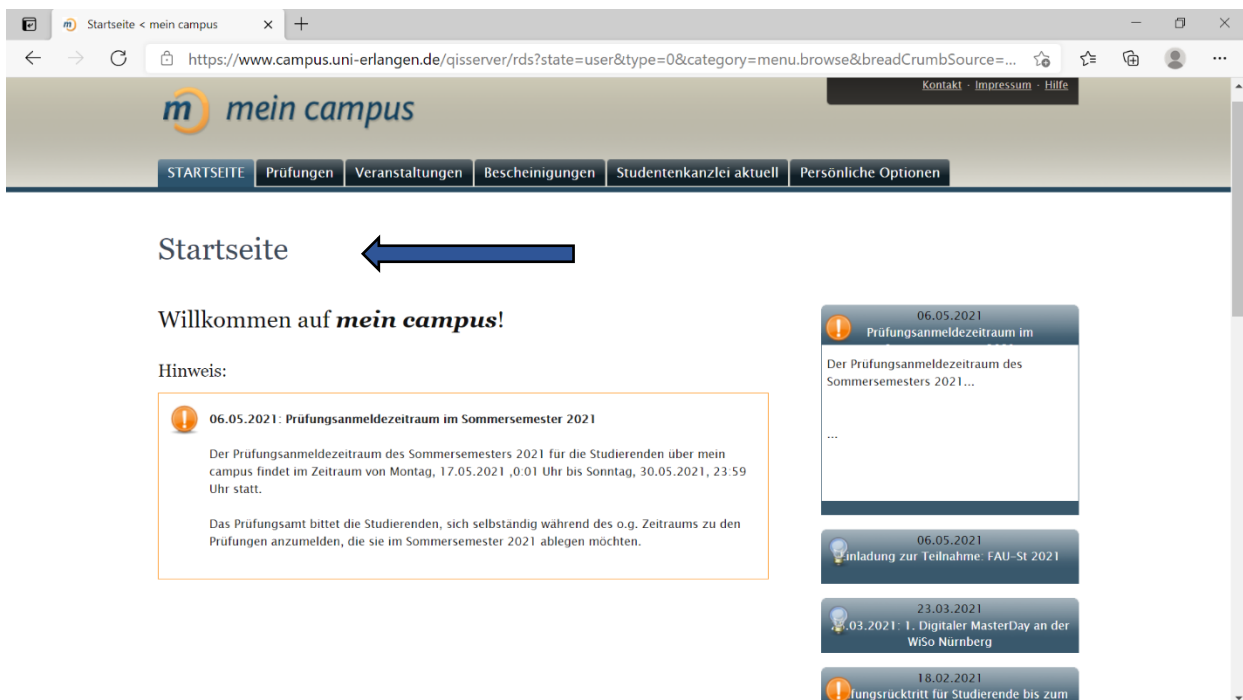 Startseite < mein campus
https://www.campus.uni-erlangen.de/qisserver/rds?state=user&type=0&category=menu.browse&breadCrumbSource=...
Kontakt · Impressum · Hilfe
m mein campus
STARTSEITE Prüfungen Veranstaltungen Bescheinigungen Studentenkanzlei aktuell Persönliche Optionen
Startseite
Willkommen auf mein campus!
Hinweis:
06.05.2021: Prüfungsanmeldezeitraum im Sommersemester 2021
Der Prüfungsanmeldezeitraum des Sommersemesters 2021 für die Studierenden über mein
campus findet im Zeitraum von Montag, 17.05.2021 ,0:01 Uhr bis Sonntag, 30.05.2021, 23:59
Uhr statt.
Das Prüfungsamt bittet die Studierenden, sich selbständig während des o.g. Zeitraums zu den
Prüfungen anzumelden, die sie im Sommersemester 2021 ablegen möchten.
06.05.2021
Prüfungsanmeldezeitraum im
Der Prüfungsanmeldezeitraum des
Sommersemesters 2021...
...
06.05.2021
inladung zur Teilnahme: FAU-St 2021
23.03.2021
.03.2021: 1. Digitaler MasterDay an der
WiSo Nürnberg
18.02.2021
fungsrücktritt für Studierende bis zum